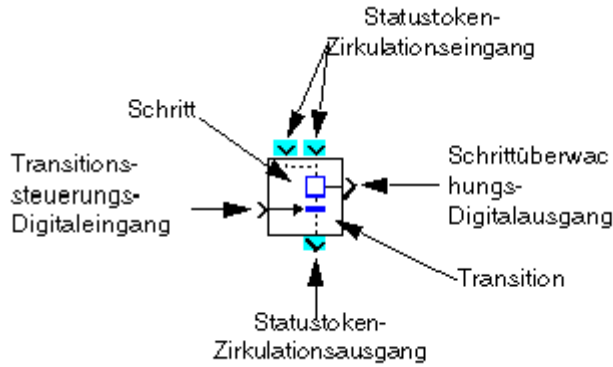 Statustoken-
Zirkulationseingang
Schritt
Transitions-
steuerungs-
Digitaleingang
Schrittüberwac
hungs-
Digitalausgang
Transition
Statustoken-
Zirkulationsausgang